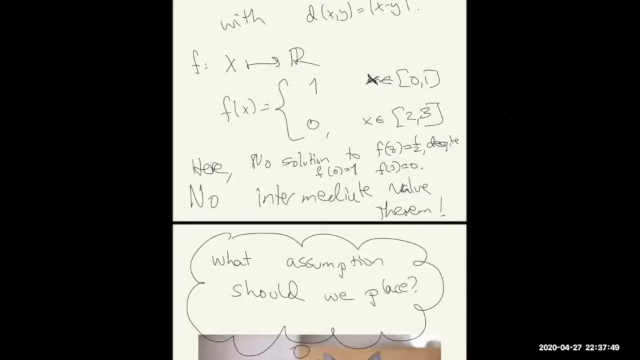 with d(x,y)=|x-y|.
f: X ↦ ℝ
f(x)= { 1 x∈[0,1]
0, x∈[2,3]
Here, No solution to f(x)=1/2, despite
f(0)=1 f(3)=0.
No intermediate value
Theorem!
What assumption
should we place?
2020-04-27 22:37:49